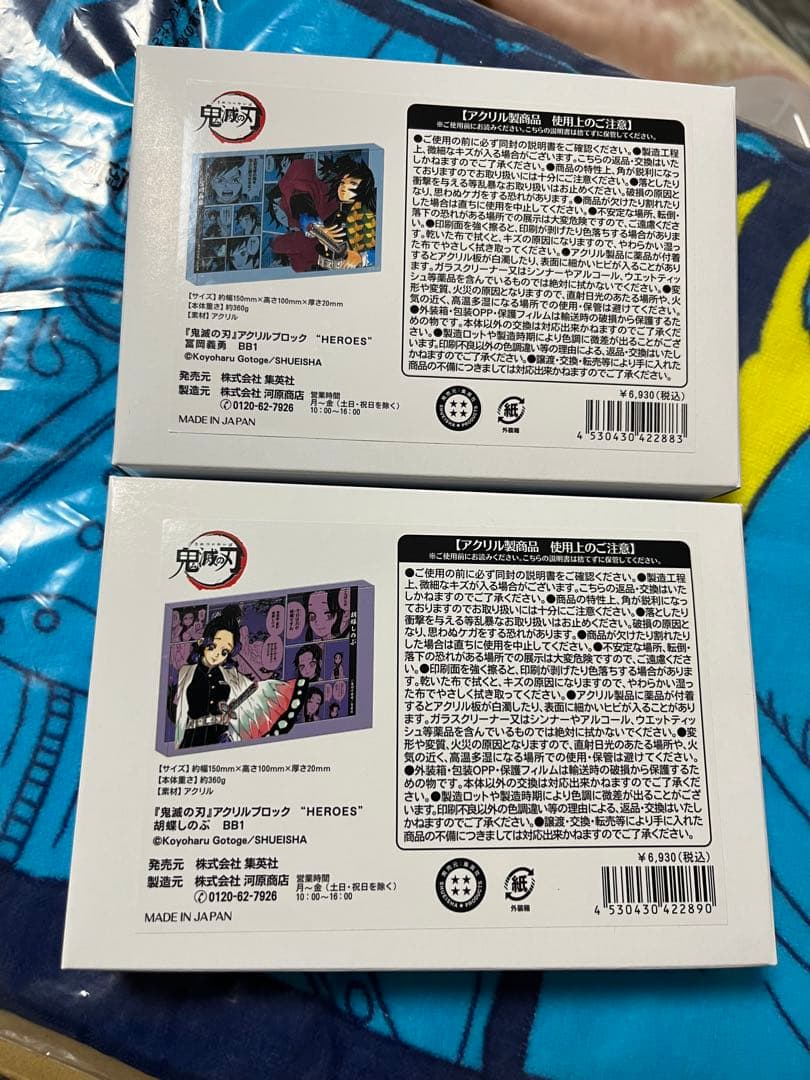 鬼滅の刃
【サイズ】約幅150mm×高さ100mm×厚さ20mm
【本体重さ】約360g
【素材】アクリル
『鬼滅の刃』アクリルブロック “HEROES”
冨岡義勇 BB1
©Koyoharu Gotoge/SHUEISHA
発売元 株式会社 集英社
製造元 株式会社 河原商店
0120-62-7926
営業時間
月~金（土・日・祝日を除く）
10：00~16：00
MADE IN JAPAN
【アクリル製商品 使用上のご注意】
※ご使用前にお読みください。こちらの説明書は捨てずに保管してください。
●ご使用の前に必ず同封の説明書をご確認ください。●製造工程
上、微細なキズが入る場合がございます。こちらの返品・交換はいた
しかねますのでご了承ください。●商品の特性上、角が鋭利になっ
ておりますのでお取り扱いには十分にご注意ください。●落としたり
衝撃を与える等乱暴なお取り扱いはお止めください。破損の原因と
なり、思わぬケガをする恐れがあります。●商品が欠けたり割れたり
した場合は直ちに使用を中止してください。●不安定な場所、転倒・
落下の恐れがある場所での展示は大変危険ですので、ご遠慮くださ
い。●印刷面を強く擦ると、印刷が剥げたり色落ちする場合がありま
す。乾いた布で拭くと、キズの原因になりますので、やわらかい湿っ
た布でやさしく拭き取ってください。●アクリル製品に薬品が付着
するとアクリル板が白濁したり、表面に細かいヒビが入ることがあり
ます。ガラスクリーナー又はシンナーやアルコール、ウエットティッ
シュ等薬品を含んでいるものでは絶対に拭かないでください。●変
形や変質、火災の原因となりますので、直射日光のあたる場所や、火
気の近く、高温多湿になる場所での使用・保管は避けてください。
●外装箱・包装OPP・保護フィルムは輸送時の破損から保護するた
めの物です。本体以外の交換は対応出来かねますのでご了承くださ
い。●製造ロットや製造時期により色調に微差が出ることがござい
ます。印刷不良以外の色調違い等の理由による、返品・交換はいたし
かねますのでご了承ください。●譲渡・交換・転売等により手に入れた
商品の不備につきましては対応出来かねますのでご了承ください。
￥6,930（税込）
発売元：集英社
SHUEISHA PRODUCTS
紙
外装箱
4 530430 422883
鬼滅の刃
胡蝶しのぶ
【サイズ】約幅150mm×高さ100mm×厚さ20mm
【本体重さ】約360g
【素材】アクリル
『鬼滅の刃』アクリルブロック “HEROES”
胡蝶しのぶ BB1
©Koyoharu Gotoge/SHUEISHA
発売元 株式会社 集英社
製造元 株式会社 河原商店
0120-62-7926
営業時間
月~金（土・日・祝日を除く）
10：00~16：00
MADE IN JAPAN
【アクリル製商品 使用上のご注意】
※ご使用前にお読みください。こちらの説明書は捨てずに保管してください。
●ご使用の前に必ず同封の説明書をご確認ください。●製造工程
上、微細なキズが入る場合がございます。こちらの返品・交換はいた
しかねますのでご了承ください。●商品の特性上、角が鋭利になっ
ておりますのでお取り扱いには十分にご注意ください。●落としたり
衝撃を与える等乱暴なお取り扱いはお止めください。破損の原因と
なり、思わぬケガをする恐れがあります。●商品が欠けたり割れたり
した場合は直ちに使用を中止してください。●不安定な場所、転倒・
落下の恐れがある場所での展示は大変危険ですので、ご遠慮くださ
い。●印刷面を強く擦ると、印刷が剥げたり色落ちする場合がありま
す。乾いた布で拭くと、キズの原因になりますので、やわらかい湿っ
た布でやさしく拭き取ってください。●アクリル製品に薬品が付着
するとアクリル板が白濁したり、表面に細かいヒビが入ることがあり
ます。ガラスクリーナー又はシンナーやアルコール、ウエットティッ
シュ等薬品を含んでいるものでは絶対に拭かないでください。●変
形や変質、火災の原因となりますので、直射日光のあたる場所や、
火気の近く、高温多湿になる場所での使用・保管は避けてください。
●外装箱・包装OPP・保護フィルムは輸送時の破損から保護するた
めの物です。本体以外の交換は対応出来かねますのでご了承くださ
い。●製造ロットや製造時期により色調に微差が出ることがござい
ます。印刷不良以外の色調違い等の理由による、返品・交換はいたし
かねますのでご了承ください。●譲渡・交換・転売等により手に入れた
商品の不備につきましては対応出来かねますのでご了承ください。
￥6,930（税込）
発売元：集英社
SHUEISHA PRODUCTS
紙
外装箱
4 530430 422890